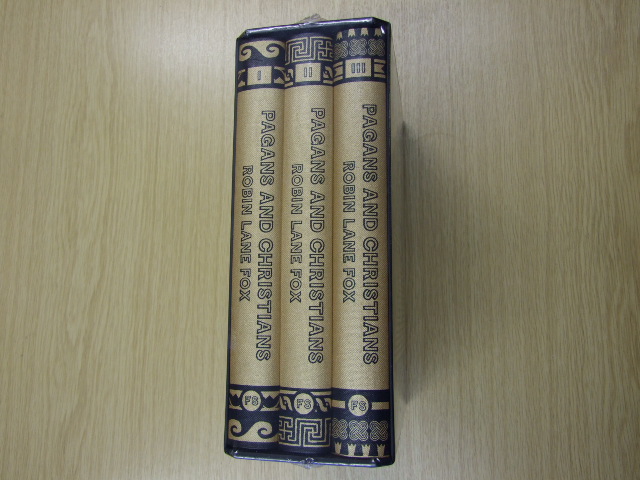 I
PAGANS AND CHRISTIANS
ROBIN LANE FOX
FS
II
PAGANS AND CHRISTIANS
ROBIN LANE FOX
FS
III
PAGANS AND CHRISTIANS
ROBIN LANE FOX
FS